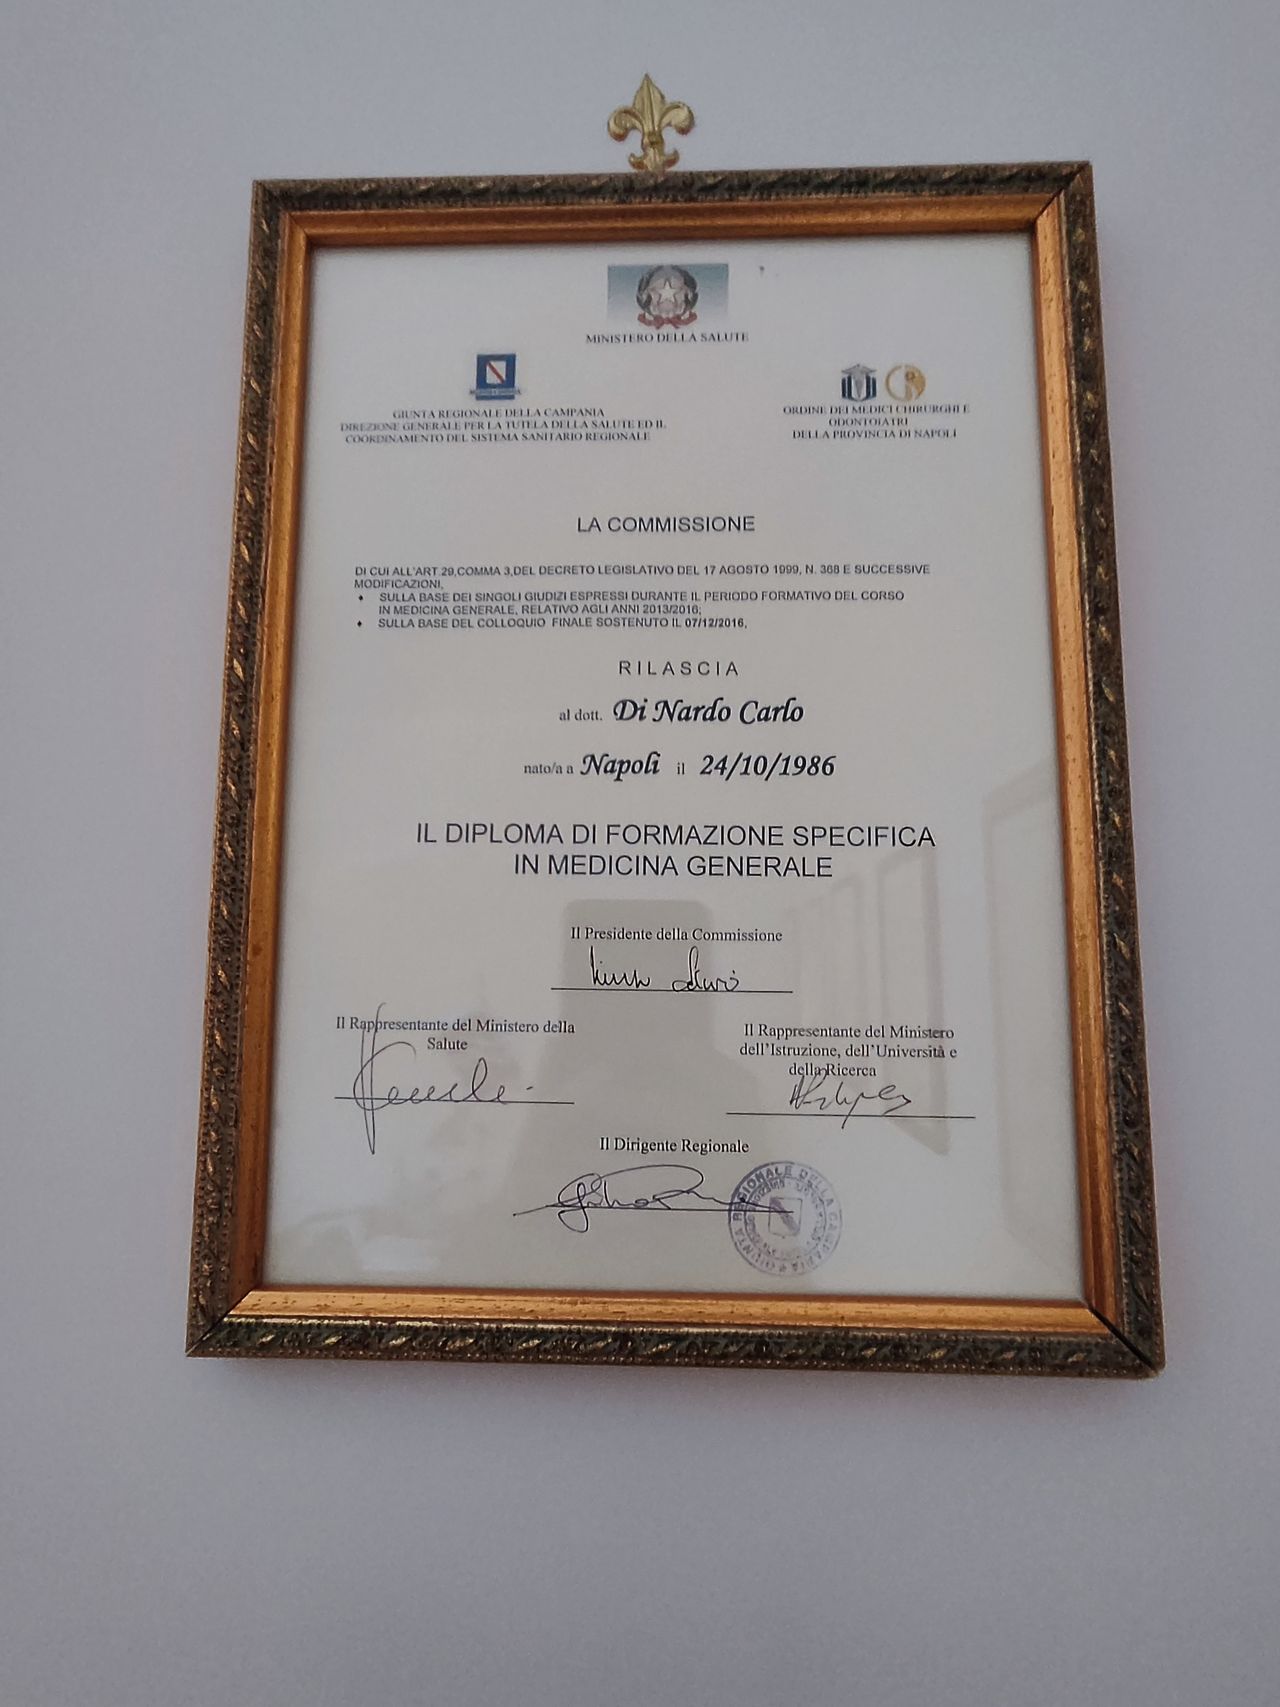 MINISTERO DELLA SALUTE
GIUNTA REGIONALE DELLA CAMPANIA
DIREZIONE GENERALE PER LA TUTELA DELLA SALUTE ED IL
COORDINAMENTO DEL SISTEMA SANITARIO REGIONALE
ORDINE DEI MEDICI CHIRURGHI E
ODONTOIATRI
DELLA PROVINCIA DI NAPOLI
LA COMMISSIONE
DI CUI ALL'ART.29,COMMA 3,DEL DECRETO LEGISLATIVO DEL 17 AGOSTO 1999, N. 368 E SUCCESSIVE
MODIFICAZIONI,
♦ SULLA BASE DEI SINGOLI GIUDIZI ESPRESSI DURANTE IL PERIODO FORMATIVO DEL CORSO
IN MEDICINA GENERALE, RELATIVO AGLI ANNI 2013/2016;
♦ SULLA BASE DEL COLLOQUIO FINALE SOSTENUTO IL 07/12/2016,
RILASCIA
al dott. Di Nardo Carlo
nato/a a Napoli il 24/10/1986
IL DIPLOMA DI FORMAZIONE SPECIFICA
IN MEDICINA GENERALE
Il Presidente della Commissione
Il Rappresentante del Ministero della
Salute
Il Rappresentante del Ministero
dell'Istruzione, dell'Università e
della Ricerca
Il Dirigente Regionale
GIUNTA REGIONALE DELLA CAMPANIA